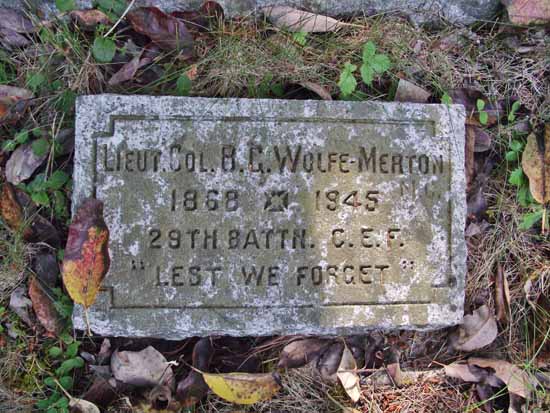 LIEUT. COL. B. G. WOLFE-MERTON
M.C.
1868 1945
29TH BATTN. C.E.F.
"LEST WE FORGET"